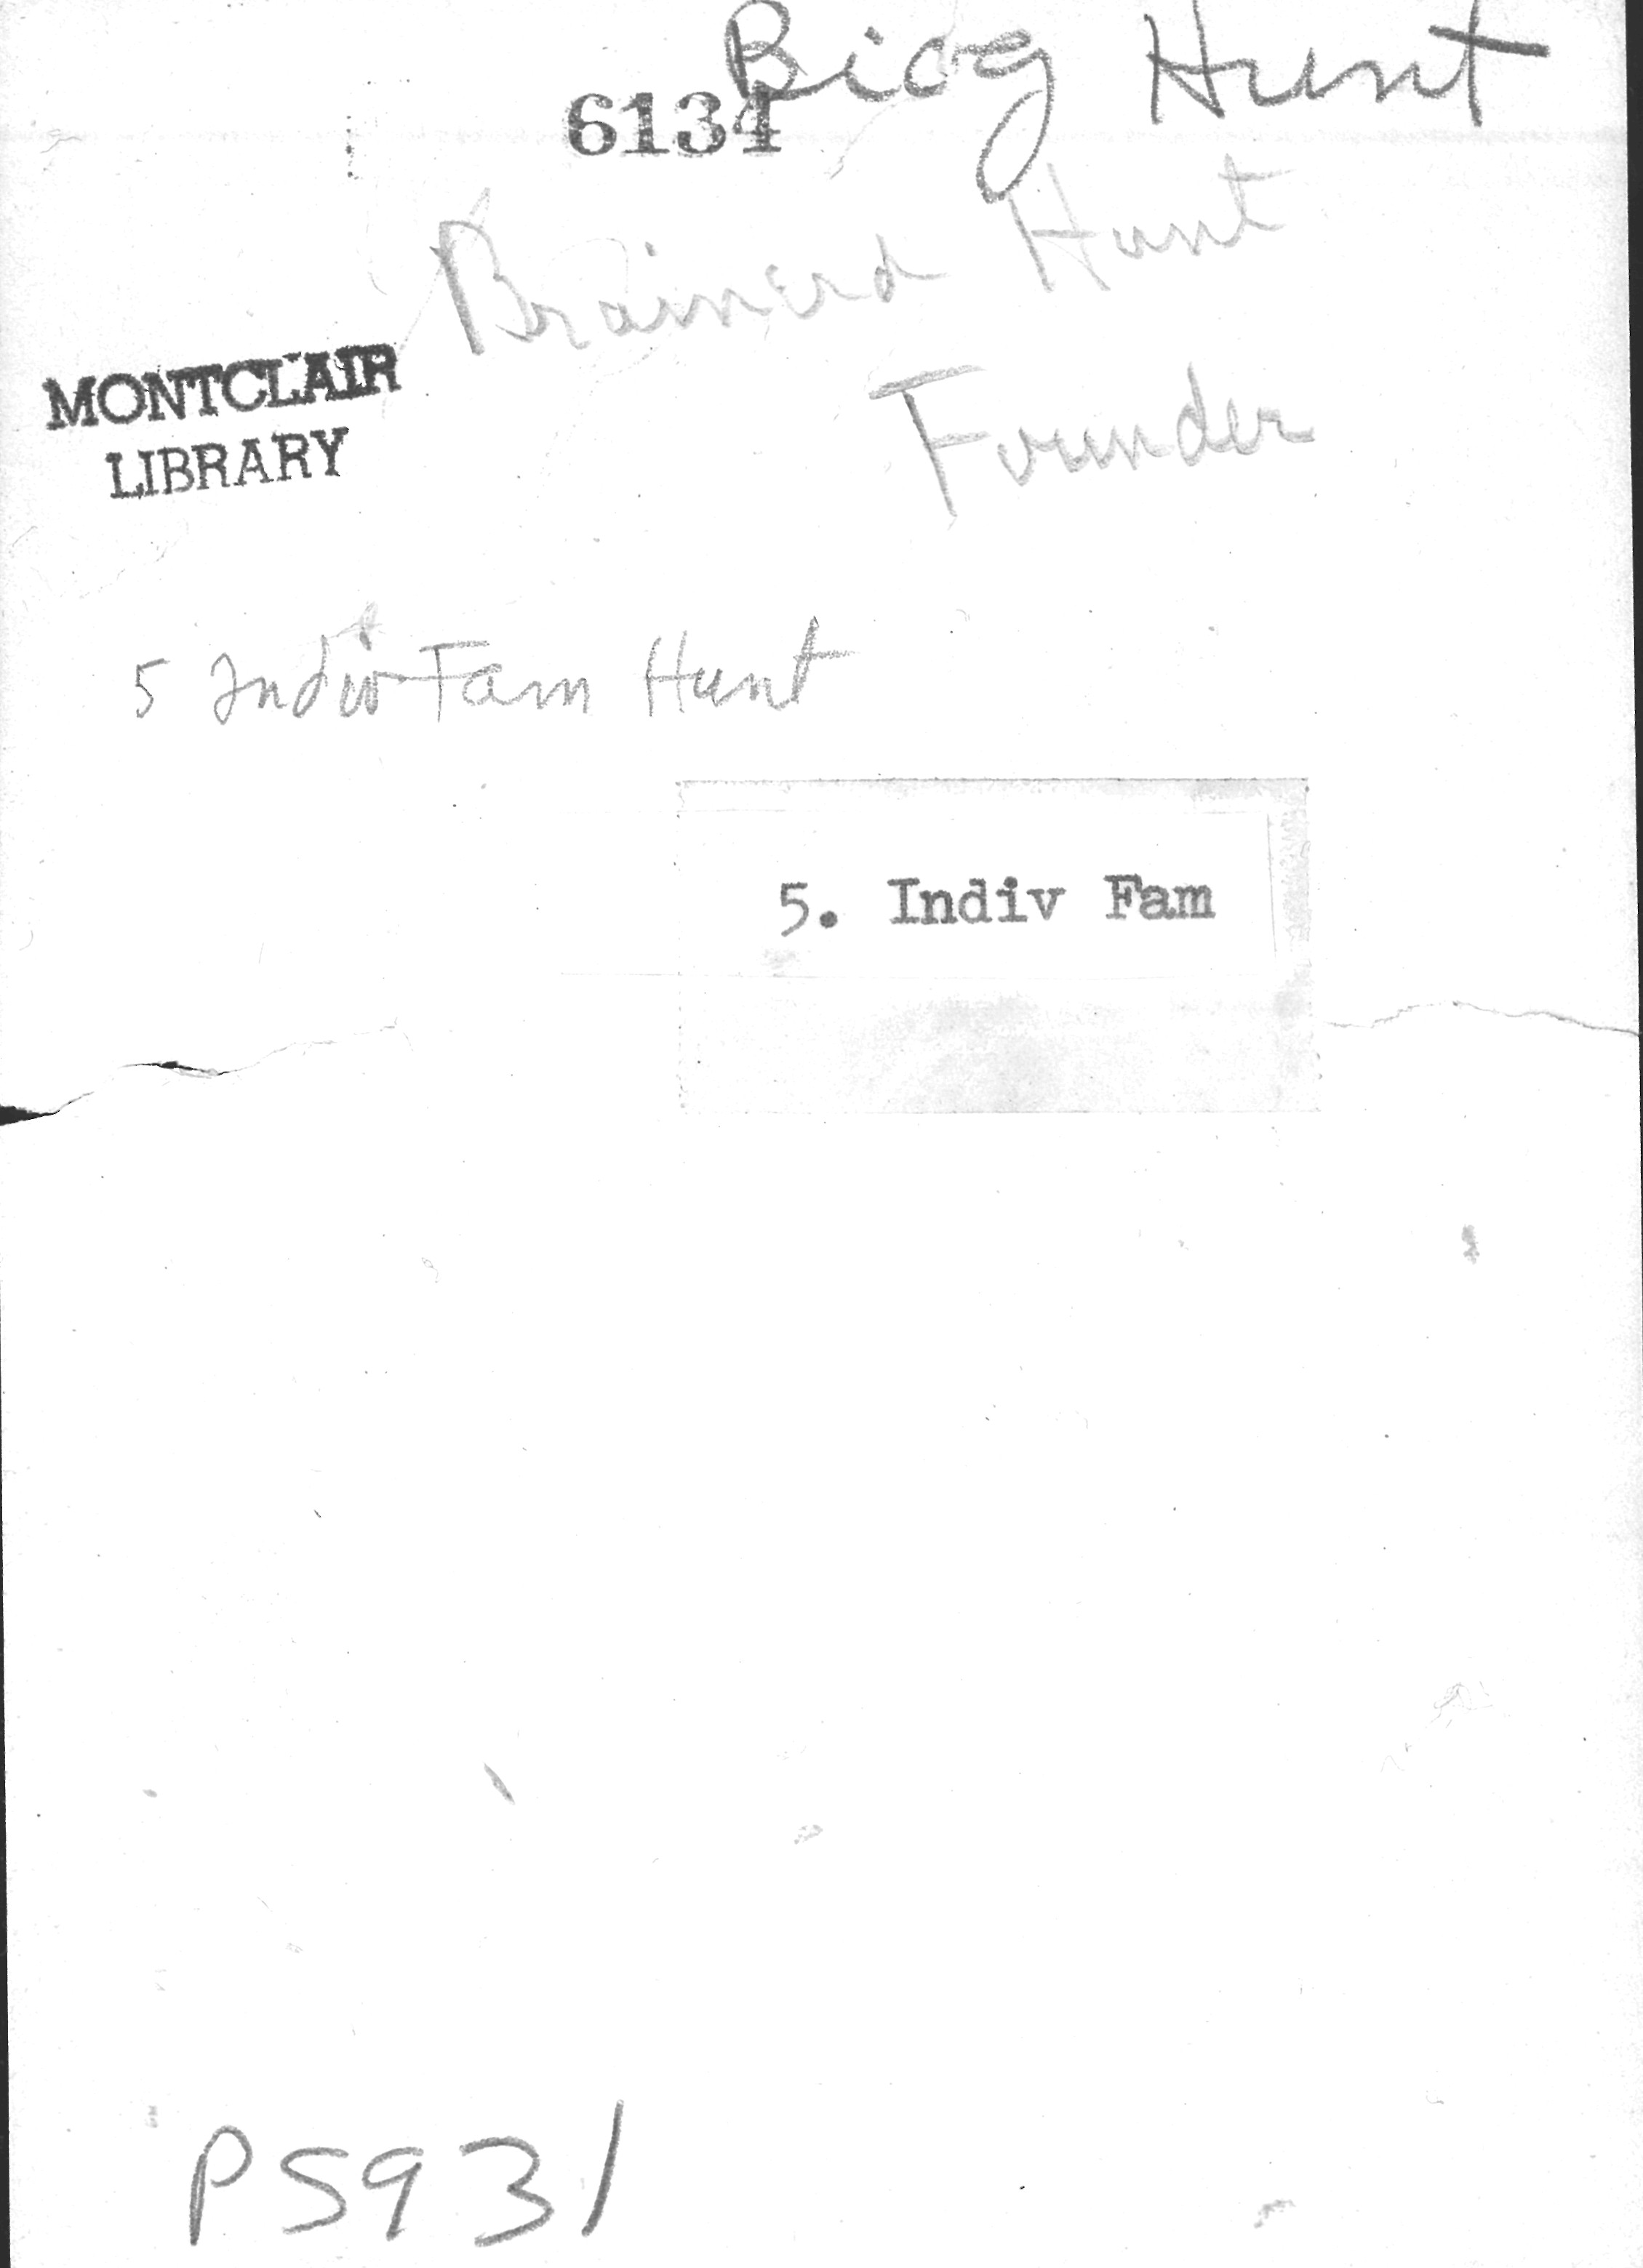 Biog Hunt
6134
Brainerd Hunt
Founder
MONTCLAIR
LIBRARY
5 Indiv Fam Hunt
5. Indiv Fam
P5931